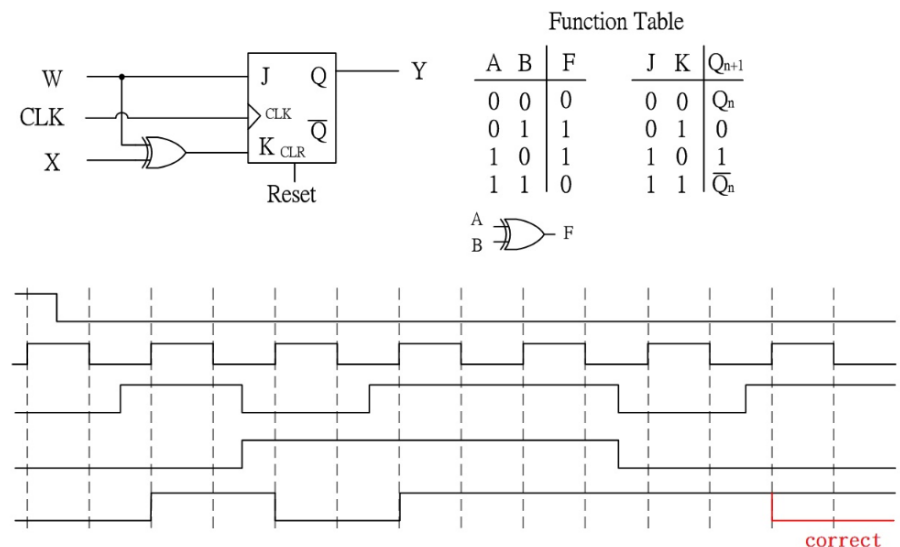 Function Table
A B F J K Qn+1
0 0 0 0 0 Qn
0 1 1 0 1 0
1 0 1 1 0 1
1 1 0 1 1 Q̅n
W J Q Y
CLK CLK Q̅
X K CLR
Reset
A
B F
correct